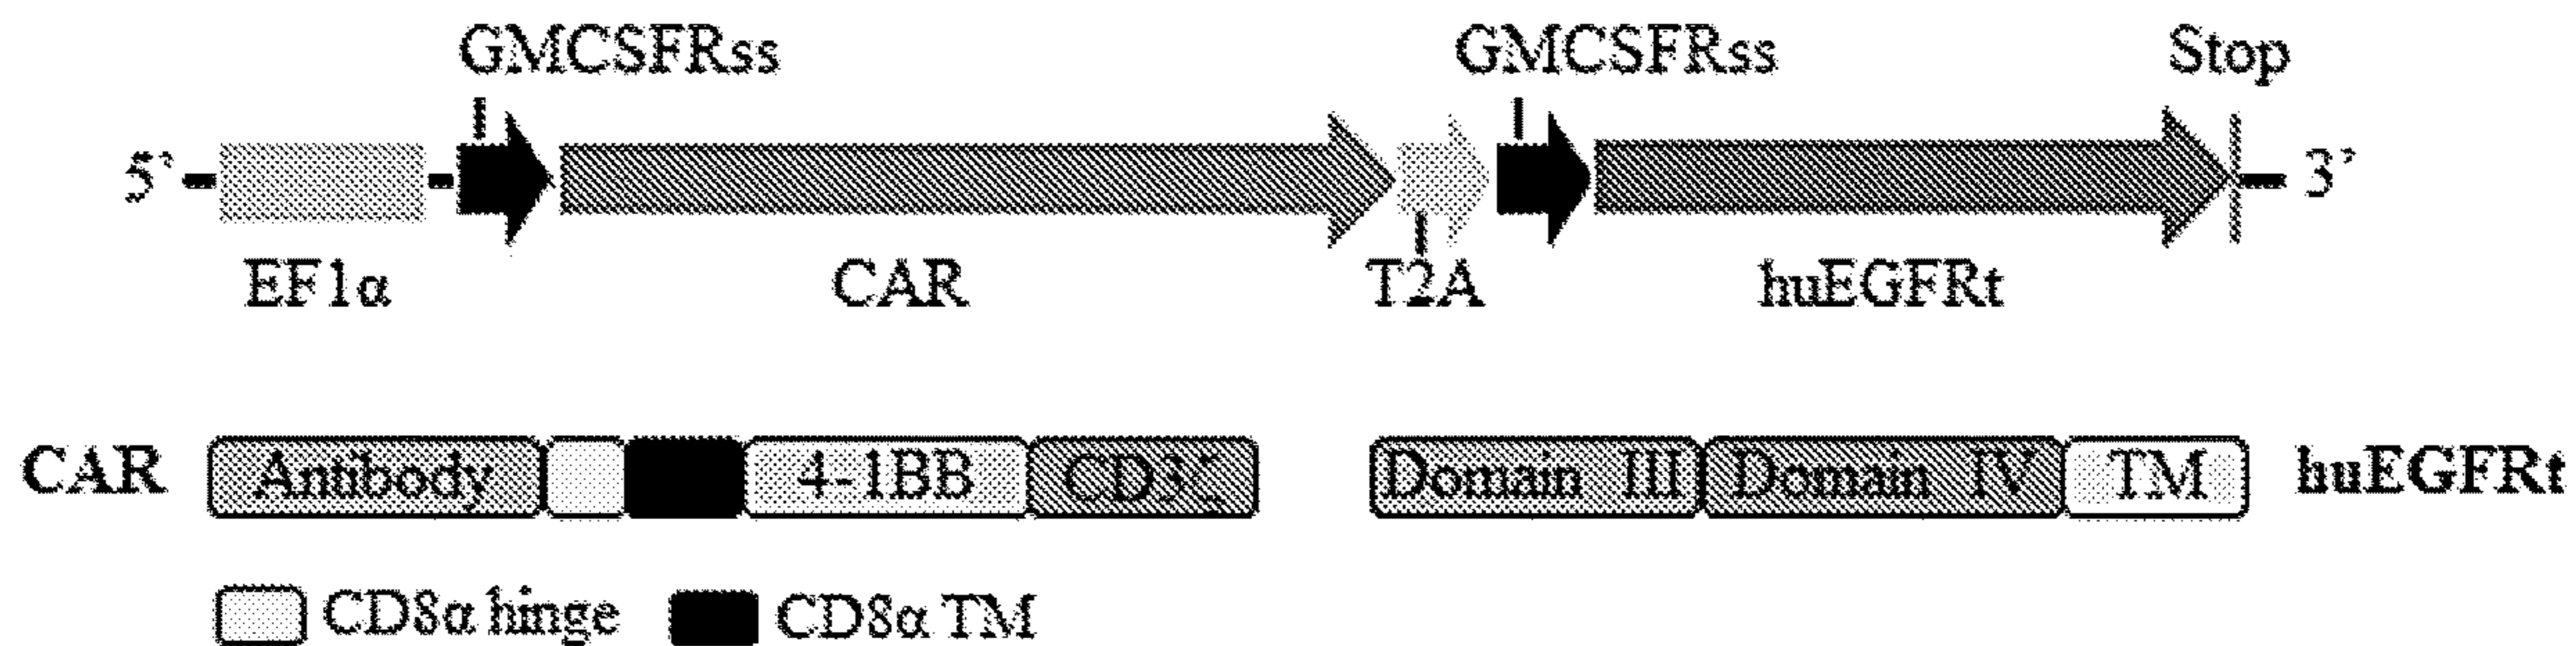 GMCSFRss GMCSFRss Stop
5' 3'
EF1α CAR T2A huEGFRt
CAR Antibody 4-1BB CD3ζ Domain III Domain IV TM huEGFRt
CD8α hinge CD8α TM